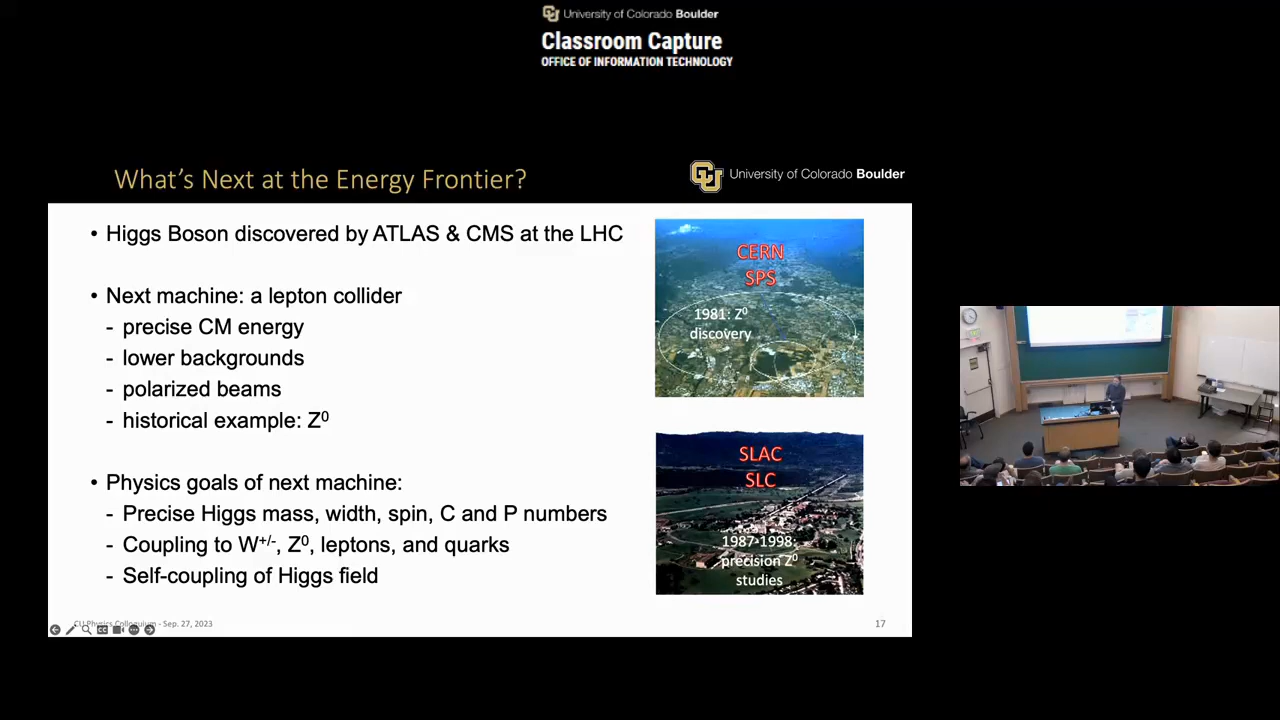 University of Colorado Boulder
Classroom Capture
OFFICE OF INFORMATION TECHNOLOGY
What's Next at the Energy Frontier?
University of Colorado Boulder
• Higgs Boson discovered by ATLAS & CMS at the LHC
• Next machine: a lepton collider
- precise CM energy
- lower backgrounds
- polarized beams
- historical example: Z⁰
• Physics goals of next machine:
- Precise Higgs mass, width, spin, C and P numbers
- Coupling to W⁺/⁻, Z⁰, leptons, and quarks
- Self-coupling of Higgs field
CERN
SPS
1981: Z⁰
discovery
SLAC
SLC
1987-1998:
precision Z⁰
studies
CU Physics Colloquium - Sep. 27, 2023
17